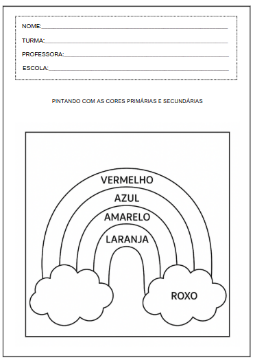 NOME:
TURMA:
PROFESSORA:
ESCOLA:
PINTANDO COM AS CORES PRIMÁRIAS E SECUNDÁRIAS
VERMELHO
AZUL
AMARELO
LARANJA
ROXO